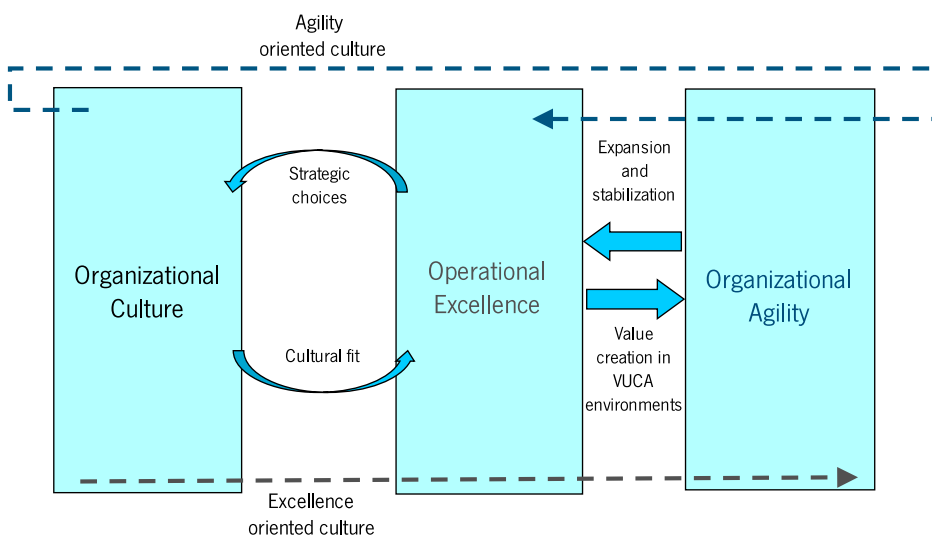 Agility
oriented culture
Strategic
choices
Expansion
and
stabilization
Organizational
Culture
Operational
Excellence
Organizational
Agility
Cultural fit
Value
creation in
VUCA
environments
Excellence
oriented culture